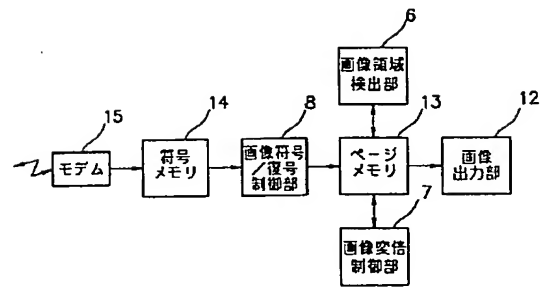 6
画像領域
検出部
14
8
13
12
15
モデム
符号
メモリ
画像符号
/復号
制御部
ページ
メモリ
画像
出力部
7
画像変倍
制御部